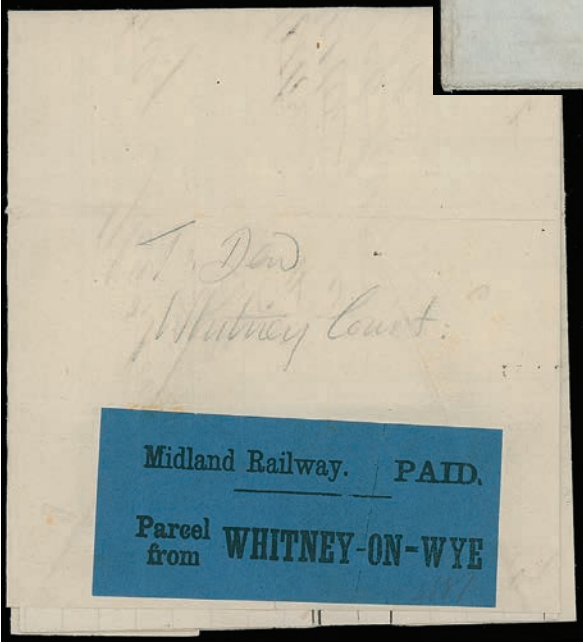 T. Dew
Whitney Court.
Midland Railway. PAID.
Parcel
from WHITNEY-ON-WYE